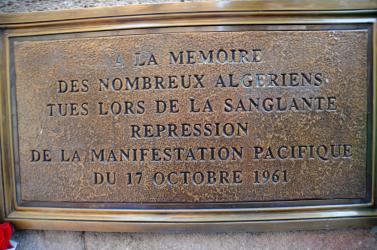 A LA MEMOIRE
DES NOMBREUX ALGERIENS
TUES LORS DE LA SANGLANTE
REPRESSION
DE LA MANIFESTATION PACIFIQUE
DU 17 OCTOBRE 1961